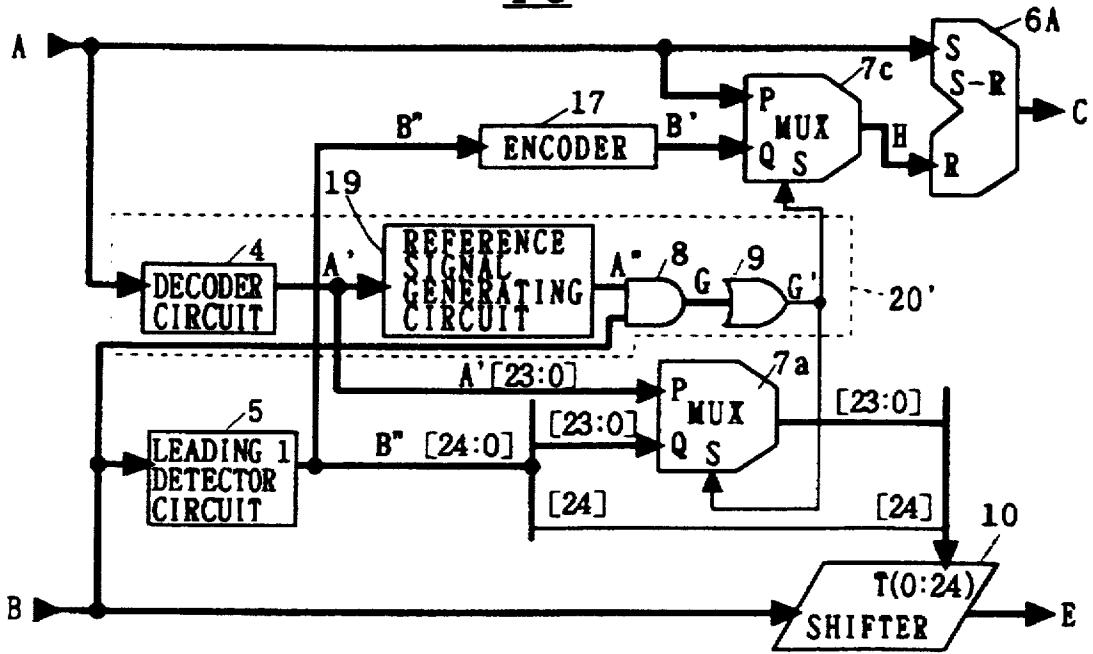 6A
A
S
S-R
C
R
7c
P
MUX
Q
S
H
17
B"
ENCODER
B'
19
REFERENCE
SIGNAL
GENERATING
CIRCUIT
4
DECODER
CIRCUIT
A'
A"
8
G
9
G'
20'
A'[23:0]
7a
P
MUX
Q
S
[23:0]
[23:0]
5
LEADING 1
DETECTOR
CIRCUIT
B" [24:0]
[24]
[24]
10
B
T(0:24)
SHIFTER
E